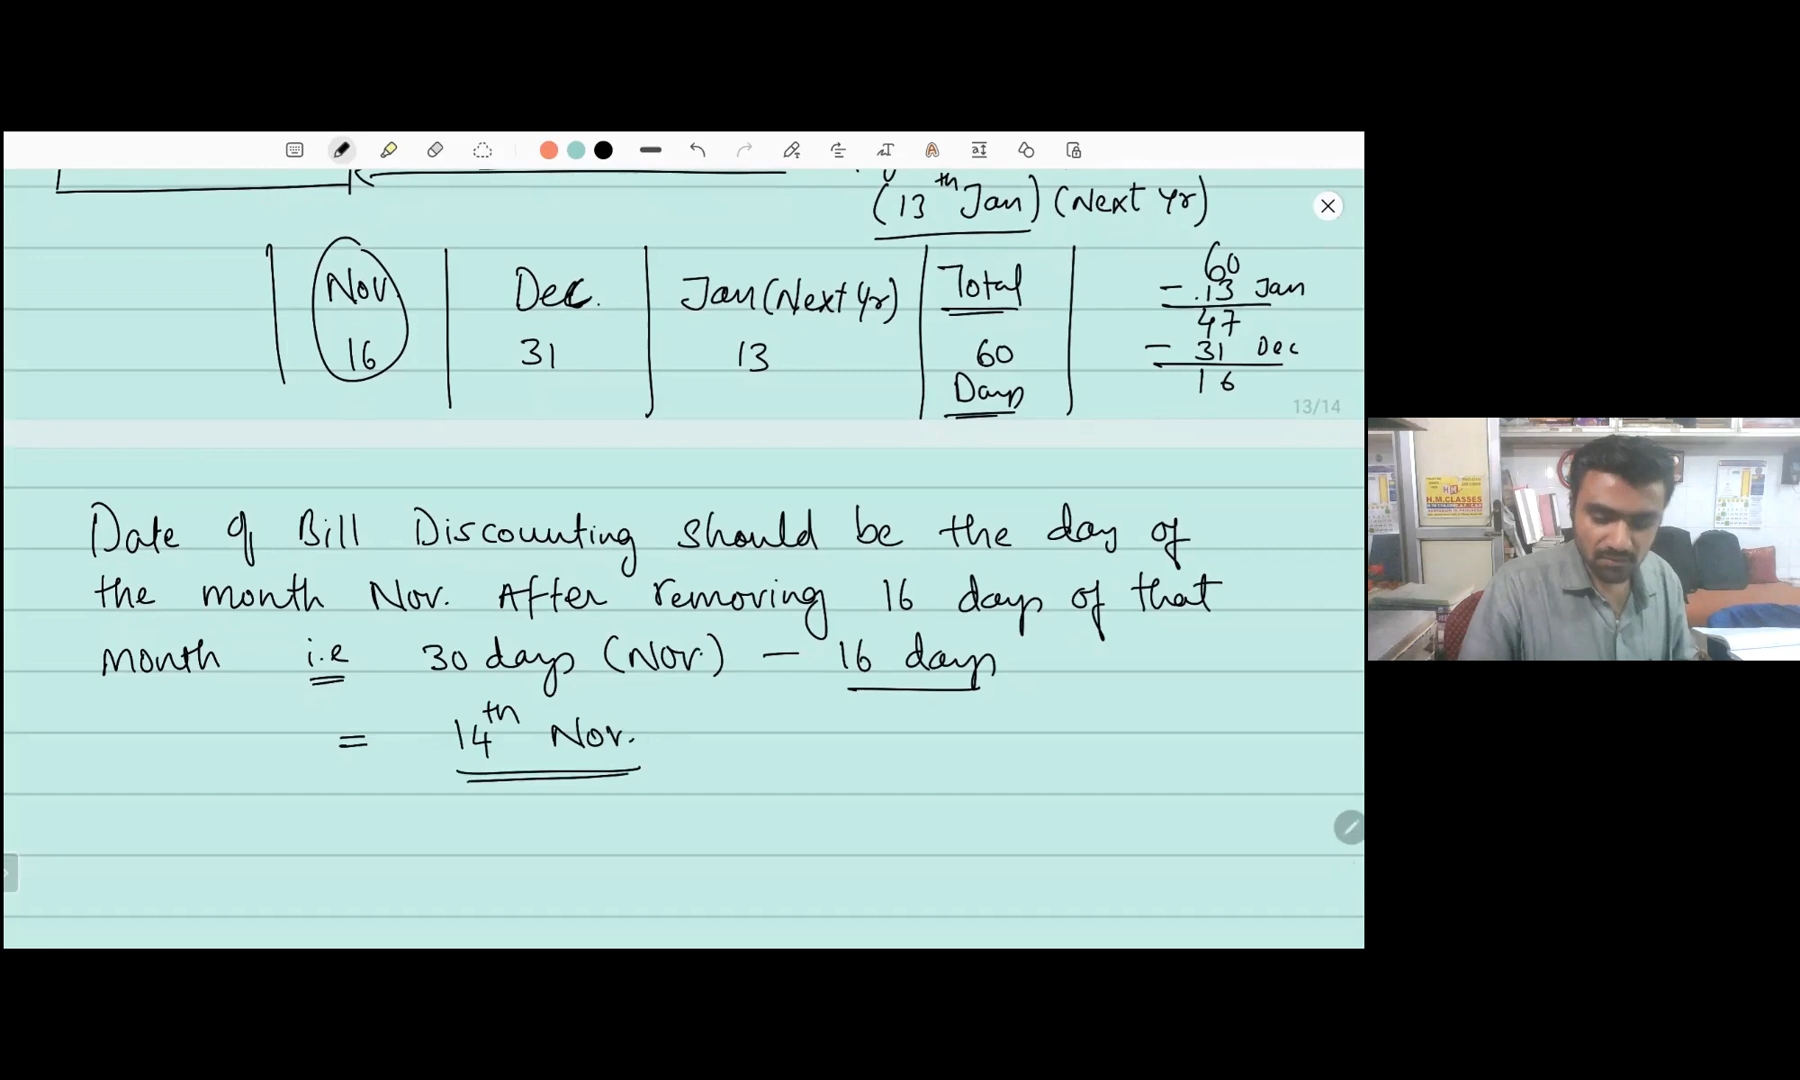 (13th Jan) (Next Yr)
Nov. Dec. Jan (Next Yr) Total
16 31 13 60 Days
60
- 13 Jan
47
- 31 Dec
16
13/14
Date of Bill Discounting should be the day of
the month Nov. After removing 16 days of that
month i.e 30 days (Nov.) - 16 days
= 14th Nov.
H.M.CLASSES